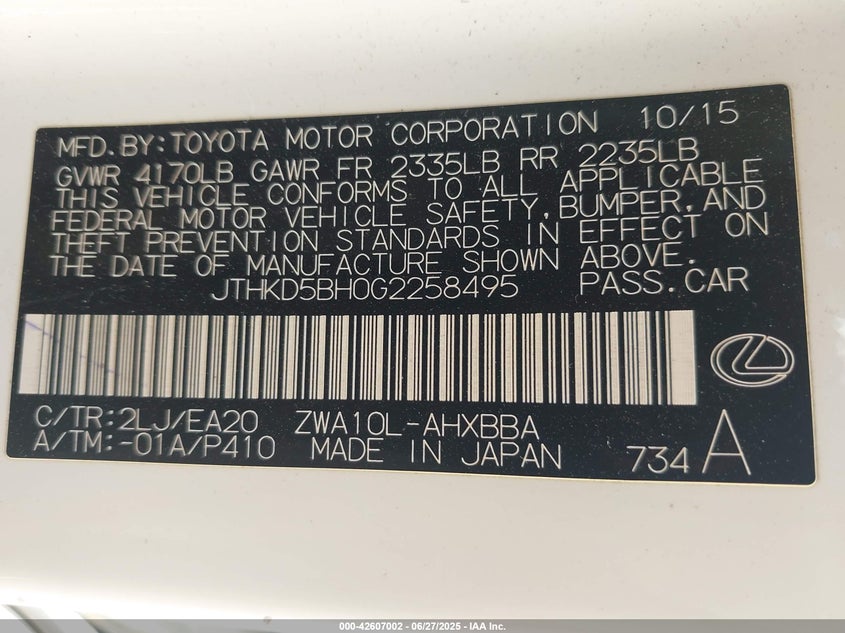 MFD.BY:TOYOTA MOTOR CORPORATION 10/15
GVWR 4170LB GAWR FR 2335LB RR 2235LB
THIS VEHICLE CONFORMS TO ALL APPLICABLE
FEDERAL MOTOR VEHICLE SAFETY,BUMPER,AND
THEFT PREVENTION STANDARDS IN EFFECT ON
THE DATE OF MANUFACTURE SHOWN ABOVE.
JTHKD5BH0G2258495 PASS.CAR
C/TR:2LJ/EA20 ZWA10L-AHXBBA
A/TM:-01A/P410 MADE IN JAPAN 734 A
000-42607002 - 06/27/2025 - IAA Inc.